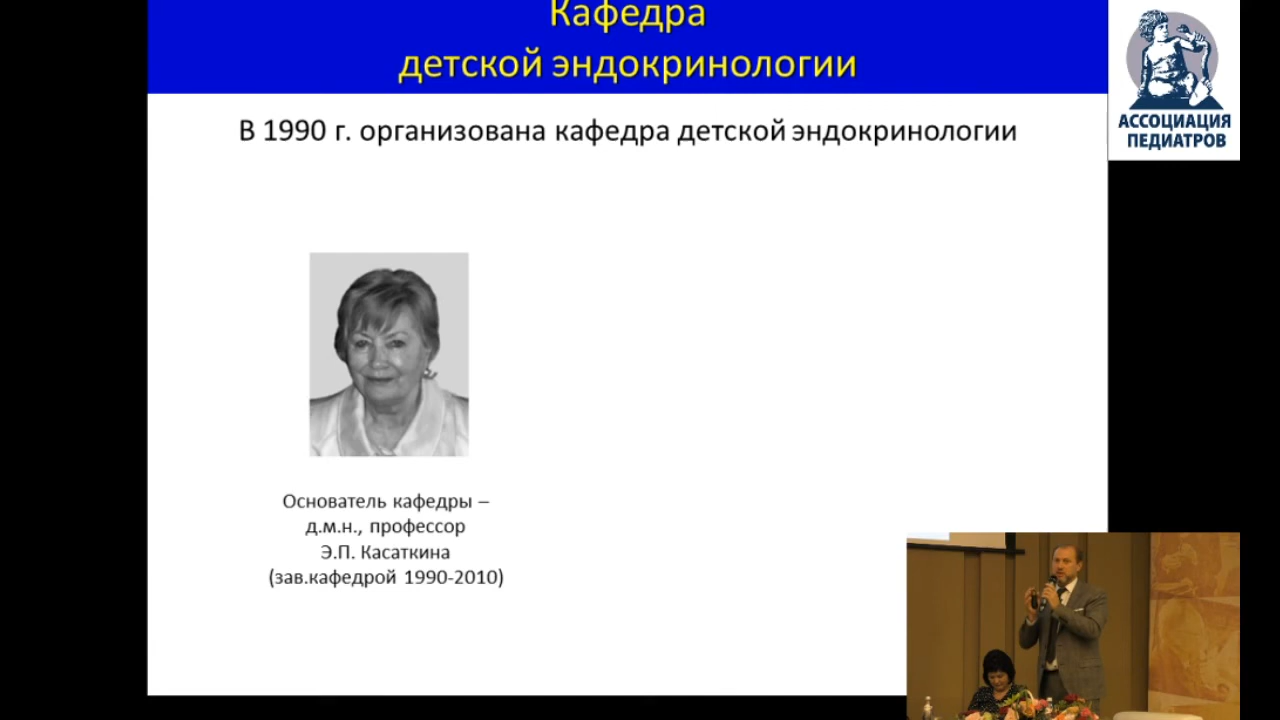 Кафедра
детской эндокринологии
В 1990 г. организована кафедра детской эндокринологии
АССОЦИАЦИЯ
ПЕДИАТРОВ
Основатель кафедры –
д.м.н., профессор
Э.П. Касаткина
(зав.кафедрой 1990-2010)